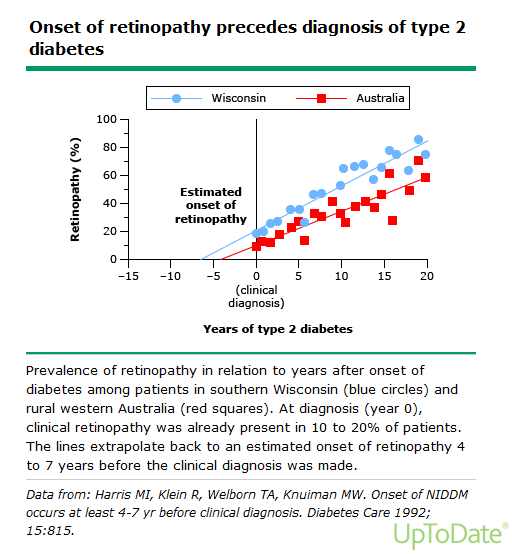 Onset of retinopathy precedes diagnosis of type 2
diabetes
Wisconsin
Australia
Retinopathy (%)
100
80
60
40
20
0
Estimated
onset of
retinopathy
−15
−10
−5
0
5
10
15
20
(clinical
diagnosis)
Years of type 2 diabetes
Prevalence of retinopathy in relation to years after onset of
diabetes among patients in southern Wisconsin (blue circles) and
rural western Australia (red squares). At diagnosis (year 0),
clinical retinopathy was already present in 10 to 20% of patients.
The lines extrapolate back to an estimated onset of retinopathy 4
to 7 years before the clinical diagnosis was made.
Data from: Harris MI, Klein R, Welborn TA, Knuiman MW. Onset of NIDDM
occurs at least 4-7 yr before clinical diagnosis. Diabetes Care 1992;
15:815.
UpToDate®